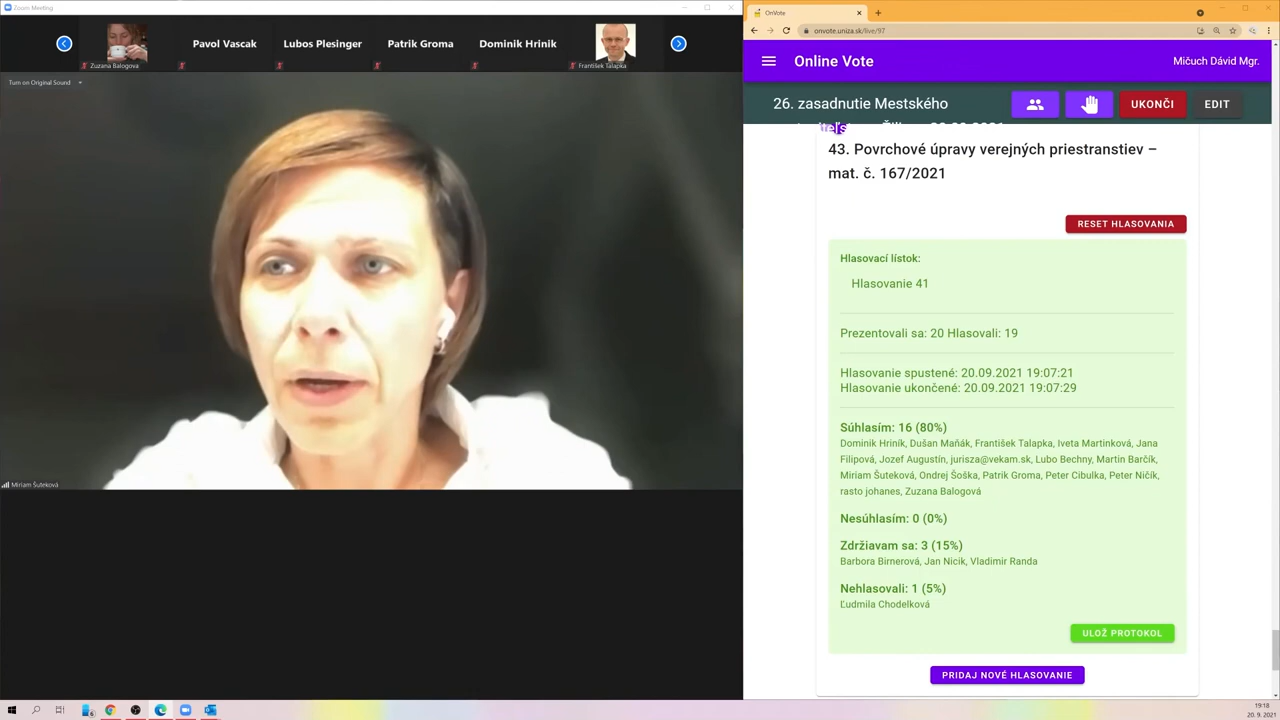 Zoom Meeting
Zuzana Balogova
Pavol Vascak
Lubos Plesinger
Patrik Groma
Dominik Hrinik
František Talapka
Turn on Original Sound
Miriam Šuteková
OnVote
onvote.uniza.sk/live/97
Online Vote
Mičuch Dávid Mgr.
26. zasadnutie Mestského
UKONČI
EDIT
43. Povrchové úpravy verejných priestranstiev –
mat. č. 167/2021
RESET HLASOVANIA
Hlasovací lístok:
Hlasovanie 41
Prezentovali sa: 20 Hlasovali: 19
Hlasovanie spustené: 20.09.2021 19:07:21
Hlasovanie ukončené: 20.09.2021 19:07:29
Súhlasím: 16 (80%)
Dominik Hriník, Dušan Maňák, František Talapka, Iveta Martinková, Jana
Filipová, Jozef Augustín, jurisza@vekam.sk, Lubo Bechny, Martin Barčík,
Miriam Šuteková, Ondrej Šoška, Patrik Groma, Peter Cibulka, Peter Ničík,
rasto johanes, Zuzana Balogová
Nesúhlasím: 0 (0%)
Zdržiavam sa: 3 (15%)
Barbora Birnerová, Jan Nicik, Vladimir Randa
Nehlasovali: 1 (5%)
Ľudmila Chodelková
ULOŽ PROTOKOL
PRIDAJ NOVÉ HLASOVANIE
19:18
20. 9. 2021